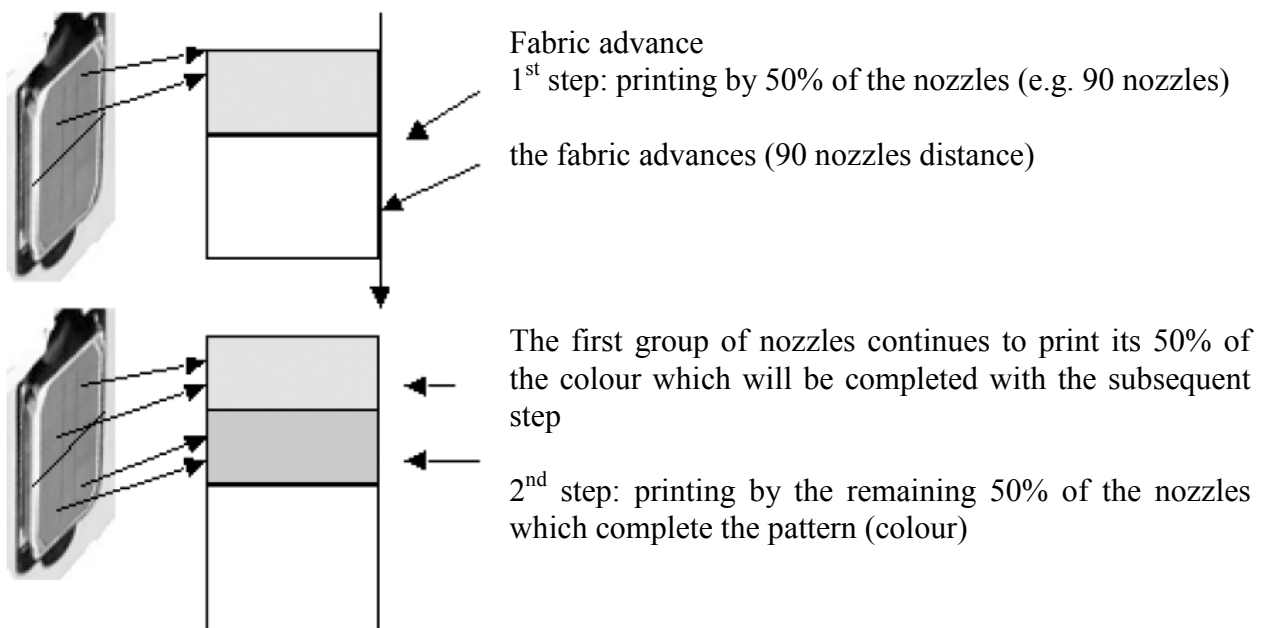 Fabric advance
1st step: printing by 50% of the nozzles (e.g. 90 nozzles)
the fabric advances (90 nozzles distance)
The first group of nozzles continues to print its 50% of
the colour which will be completed with the subsequent
step
2nd step: printing by the remaining 50% of the nozzles
which complete the pattern (colour)